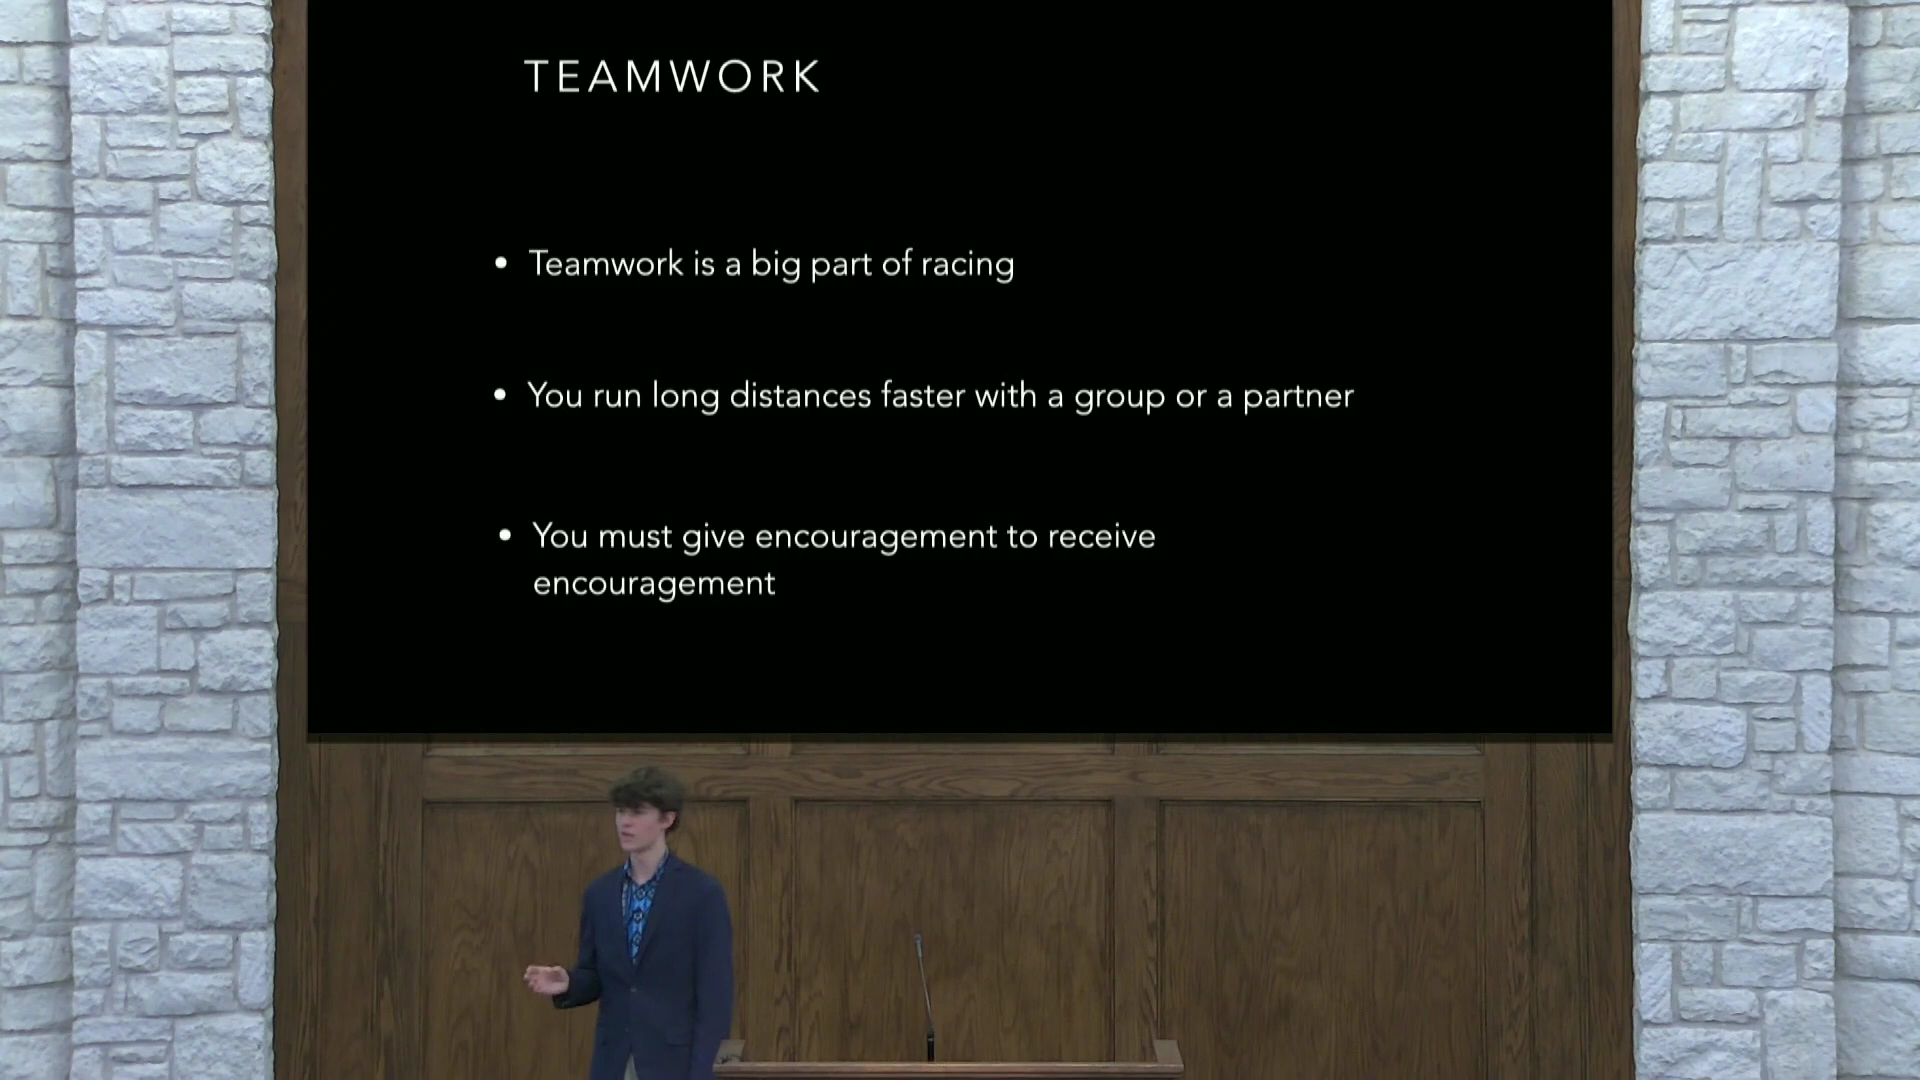 TEAMWORK
• Teamwork is a big part of racing
• You run long distances faster with a group or a partner
• You must give encouragement to receive
encouragement